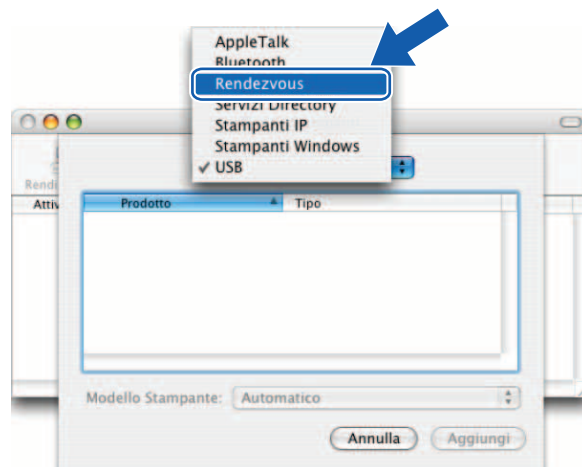 AppleTalk
Bluetooth
Rendezvous
Servizi Directory
Stampanti IP
Stampanti Windows
✓ USB
Prodotto Tipo
Modello Stampante: Automatico
Annulla Aggiungi